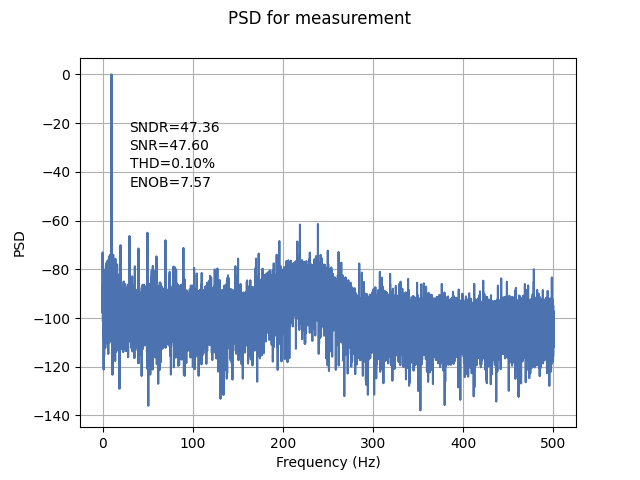 PSD for measurement
0
−20
−40
−60
−80
−100
−120
−140
PSD
SNDR=47.36
SNR=47.60
THD=0.10%
ENOB=7.57
0 100 200 300 400 500
Frequency (Hz)